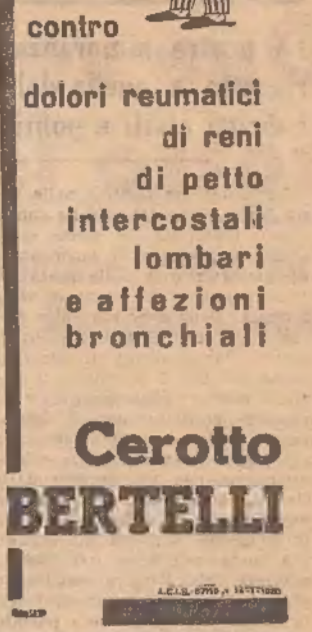 contro
dolori reumatici
di reni
di petto
intercostali
lombari
e affezioni
bronchiali
Cerotto
BERTELLI